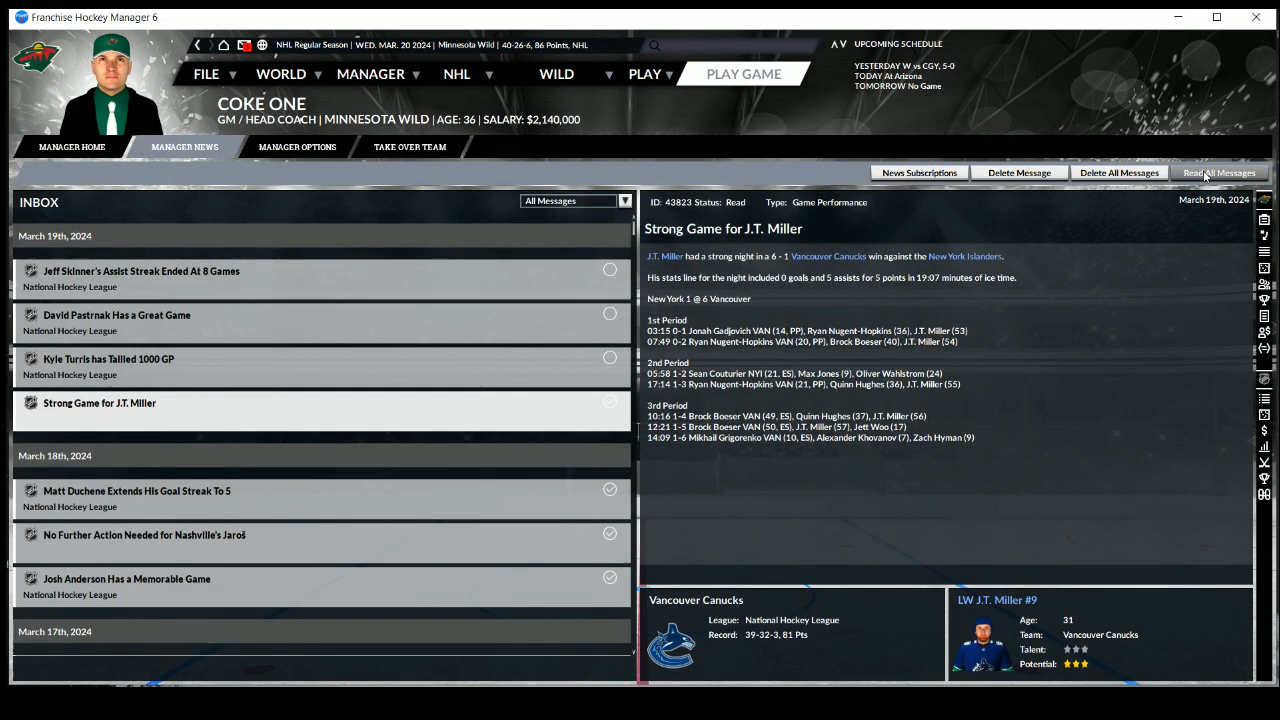 Franchise Hockey Manager 6
NHL Regular Season | WED. MAR. 20 2024 | Minnesota Wild | 40-26-6, 86 Points, NHL
FILE WORLD MANAGER NHL WILD PLAY PLAY GAME
UPCOMING SCHEDULE
YESTERDAY W vs CGY, 5-0
TODAY At Arizona
TOMORROW No Game
COKE ONE
GM / HEAD COACH | MINNESOTA WILD | AGE: 36 | SALARY: $2,140,000
MANAGER HOME MANAGER NEWS MANAGER OPTIONS TAKE OVER TEAM
News Subscriptions Delete Message Delete All Messages Read All Messages
INBOX
All Messages
March 19th, 2024
Jeff Skinner's Assist Streak Ended At 8 Games
National Hockey League
David Pastrnak Has a Great Game
National Hockey League
Kyle Turris has Tallied 1000 GP
National Hockey League
Strong Game for J.T. Miller
March 18th, 2024
Matt Duchene Extends His Goal Streak To 5
National Hockey League
No Further Action Needed for Nashville's Jaroš
Josh Anderson Has a Memorable Game
National Hockey League
March 17th, 2024
ID: 43823 Status: Read Type: Game Performance
March 19th, 2024
Strong Game for J.T. Miller
J.T. Miller had a strong night in a 6 - 1 Vancouver Canucks win against the New York Islanders.
His stats line for the night included 0 goals and 5 assists for 5 points in 19:07 minutes of ice time.
New York 1 @ 6 Vancouver
1st Period
03:15 0-1 Jonah Gadjovich VAN (14, PP), Ryan Nugent-Hopkins (36), J.T. Miller (53)
07:49 0-2 Ryan Nugent-Hopkins VAN (20, PP), Brock Boeser (40), J.T. Miller (54)
2nd Period
05:58 1-2 Sean Couturier NYI (21, ES), Max Jones (9), Oliver Wahlstrom (24)
17:14 1-3 Ryan Nugent-Hopkins VAN (21, PP), Quinn Hughes (36), J.T. Miller (55)
3rd Period
10:16 1-4 Brock Boeser VAN (49, ES), Quinn Hughes (37), J.T. Miller (56)
12:21 1-5 Brock Boeser VAN (50, ES), J.T. Miller (57), Jett Woo (17)
14:09 1-6 Mikhail Grigorenko VAN (10, ES), Alexander Khovanov (7), Zach Hyman (9)
Vancouver Canucks
League: National Hockey League
Record: 39-32-3, 81 Pts
LW J.T. Miller #9
Age: 31
Team: Vancouver Canucks
Talent:
Potential: